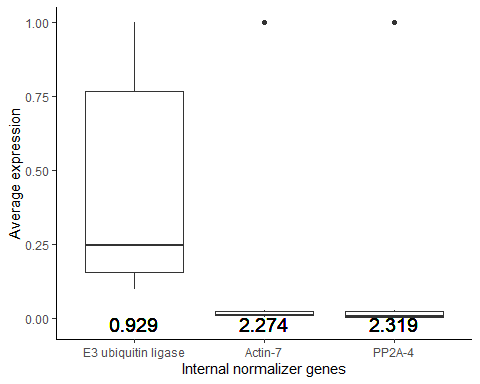 1.00
0.75
0.50
0.25
0.00
Average expression
0.929
2.274
2.319
E3 ubiquitin ligase
Actin-7
PP2A-4
Internal normalizer genes